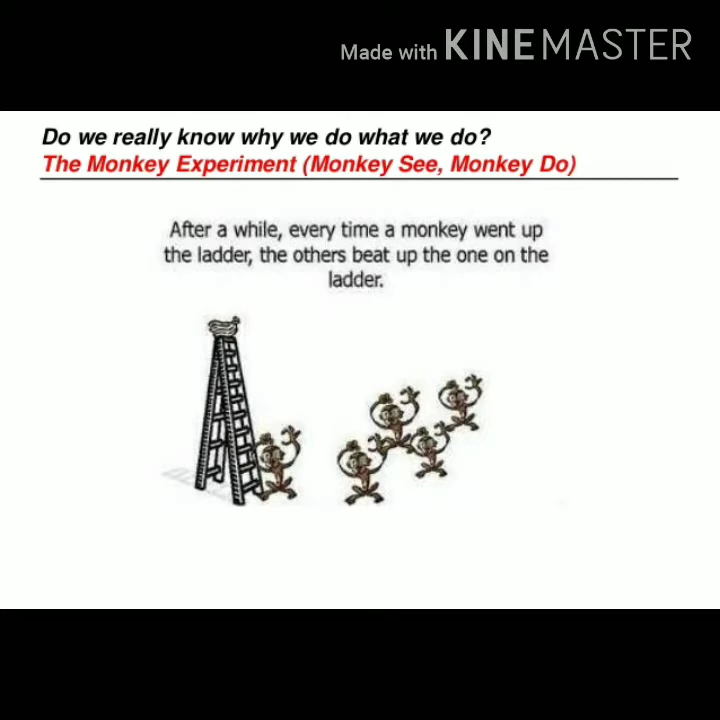 Made with KINEMASTER
Do we really know why we do what we do?
The Monkey Experiment (Monkey See, Monkey Do)
After a while, every time a monkey went up
the ladder, the others beat up the one on the
ladder.